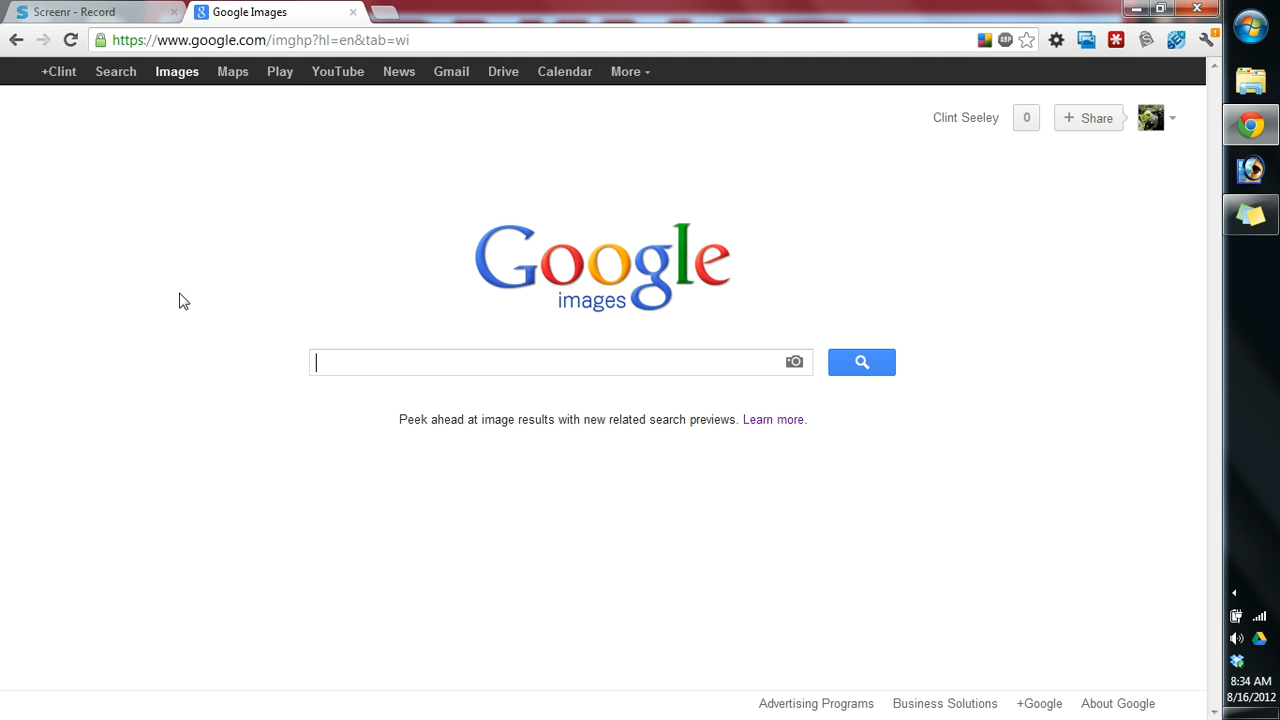 Screenr - Record
Google Images
https://www.google.com/imghp?hl=en&tab=wi
ABP
+Clint Search Images Maps Play YouTube News Gmail Drive Calendar More
Clint Seeley 0 + Share
Google
images
Peek ahead at image results with new related search previews. Learn more.
Advertising Programs Business Solutions +Google About Google
8:34 AM
8/16/2012